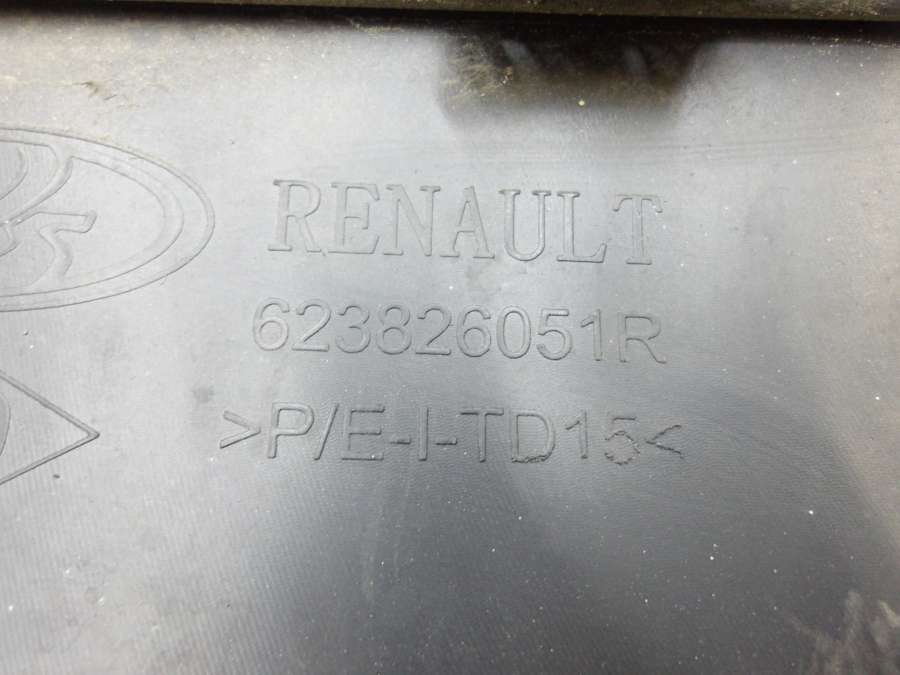 RENAULT
623826051R
>P/E-I-TD15<